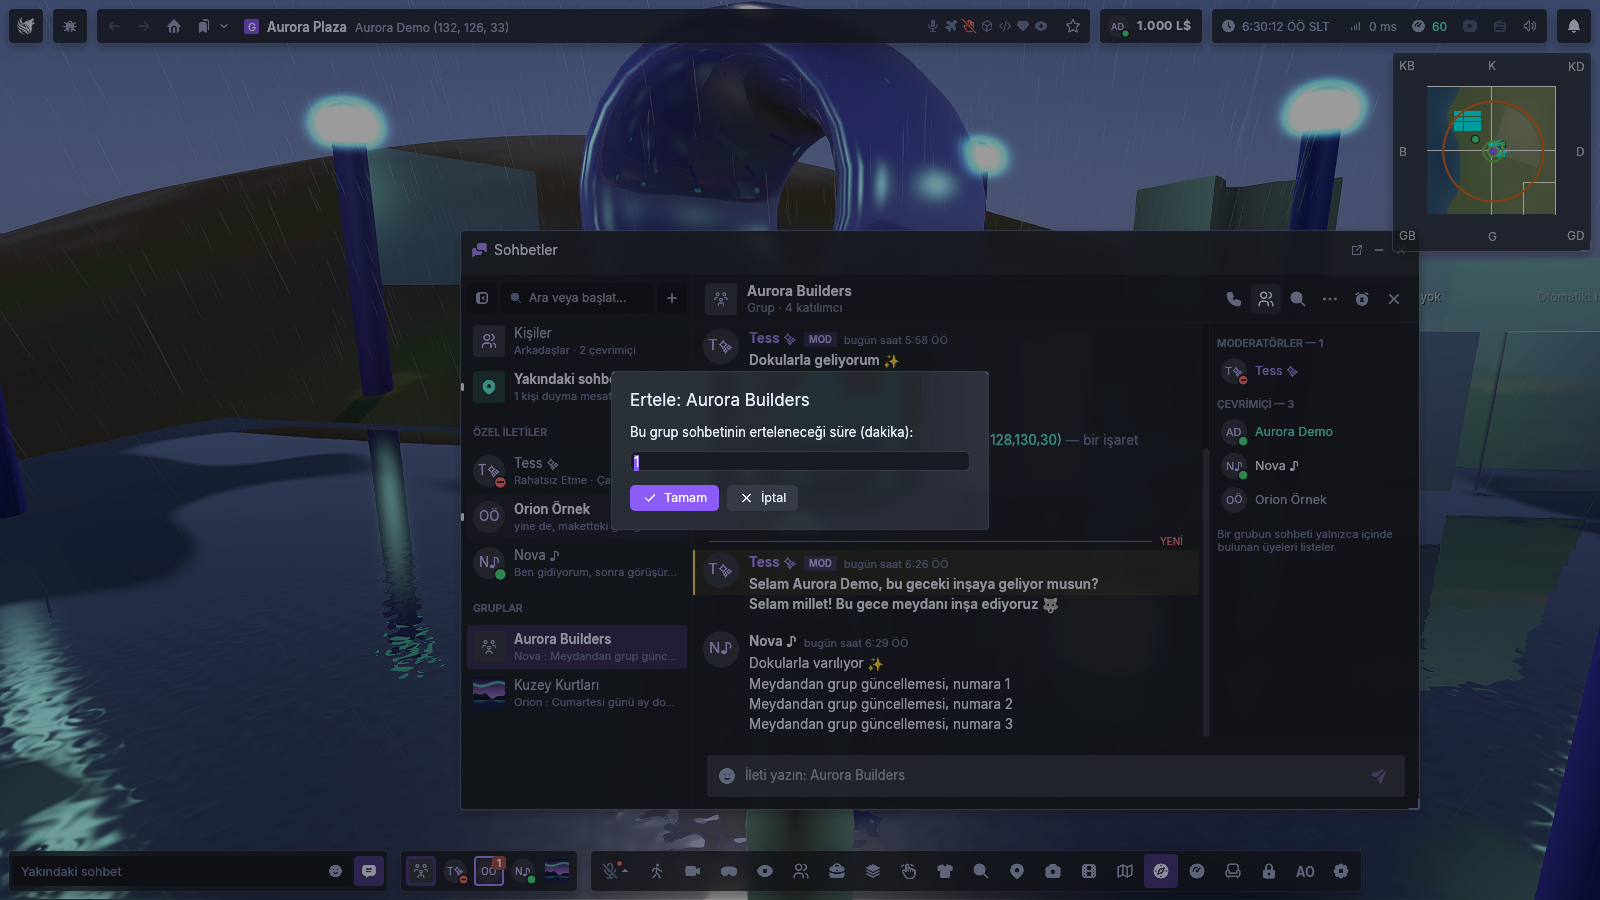 Aurora Plaza Aurora Demo (132, 126, 33)
AD 1.000 L$
6:30:12 ÖÖ SLT 0 ms 60
KB K KD
B D
GB G GD
Sohbetler
Ara veya başlat...
Kişiler
Arkadaşlar · 2 çevrimiçi
Yakındaki sohbe
1 kişi duyma mesaf
ÖZEL İLETİLER
Tess
Rahatsız Etme · Ça
OÖ Orion Örnek
yine de, maketteki
N♪ Nova ♪
Ben gidiyorum, sonra görüşür...
GRUPLAR
Aurora Builders
Nova : Meydandan grup günc...
Kuzey Kurtları
Orion : Cumartesi günü ay do...
Aurora Builders
Grup · 4 katılımcı
Tess MOD bugün saat 5:58 ÖÖ
Dokularla geliyorum ✨
128,130,30) — bir işaret
Ertele: Aurora Builders
Bu grup sohbetinin erteleneceği süre (dakika):
1
Tamam İptal
YENİ
Tess MOD bugün saat 6:26 ÖÖ
Selam Aurora Demo, bu geceki inşaya geliyor musun?
Selam millet! Bu gece meydanı inşa ediyoruz 🐺
N♪ Nova ♪ bugün saat 6:29 ÖÖ
Dokularla varılıyor ✨
Meydandan grup güncellemesi, numara 1
Meydandan grup güncellemesi, numara 2
Meydandan grup güncellemesi, numara 3
İleti yazın: Aurora Builders
MODERATÖRLER — 1
Tess
ÇEVRİMİÇİ — 3
AD Aurora Demo
N♪ Nova ♪
OÖ Orion Örnek
Bir grubun sohbeti yalnızca içinde
bulunan üyeleri listeler.
yok Otomatik:
Yakındaki sohbet
OÖ 1 N♪
AO